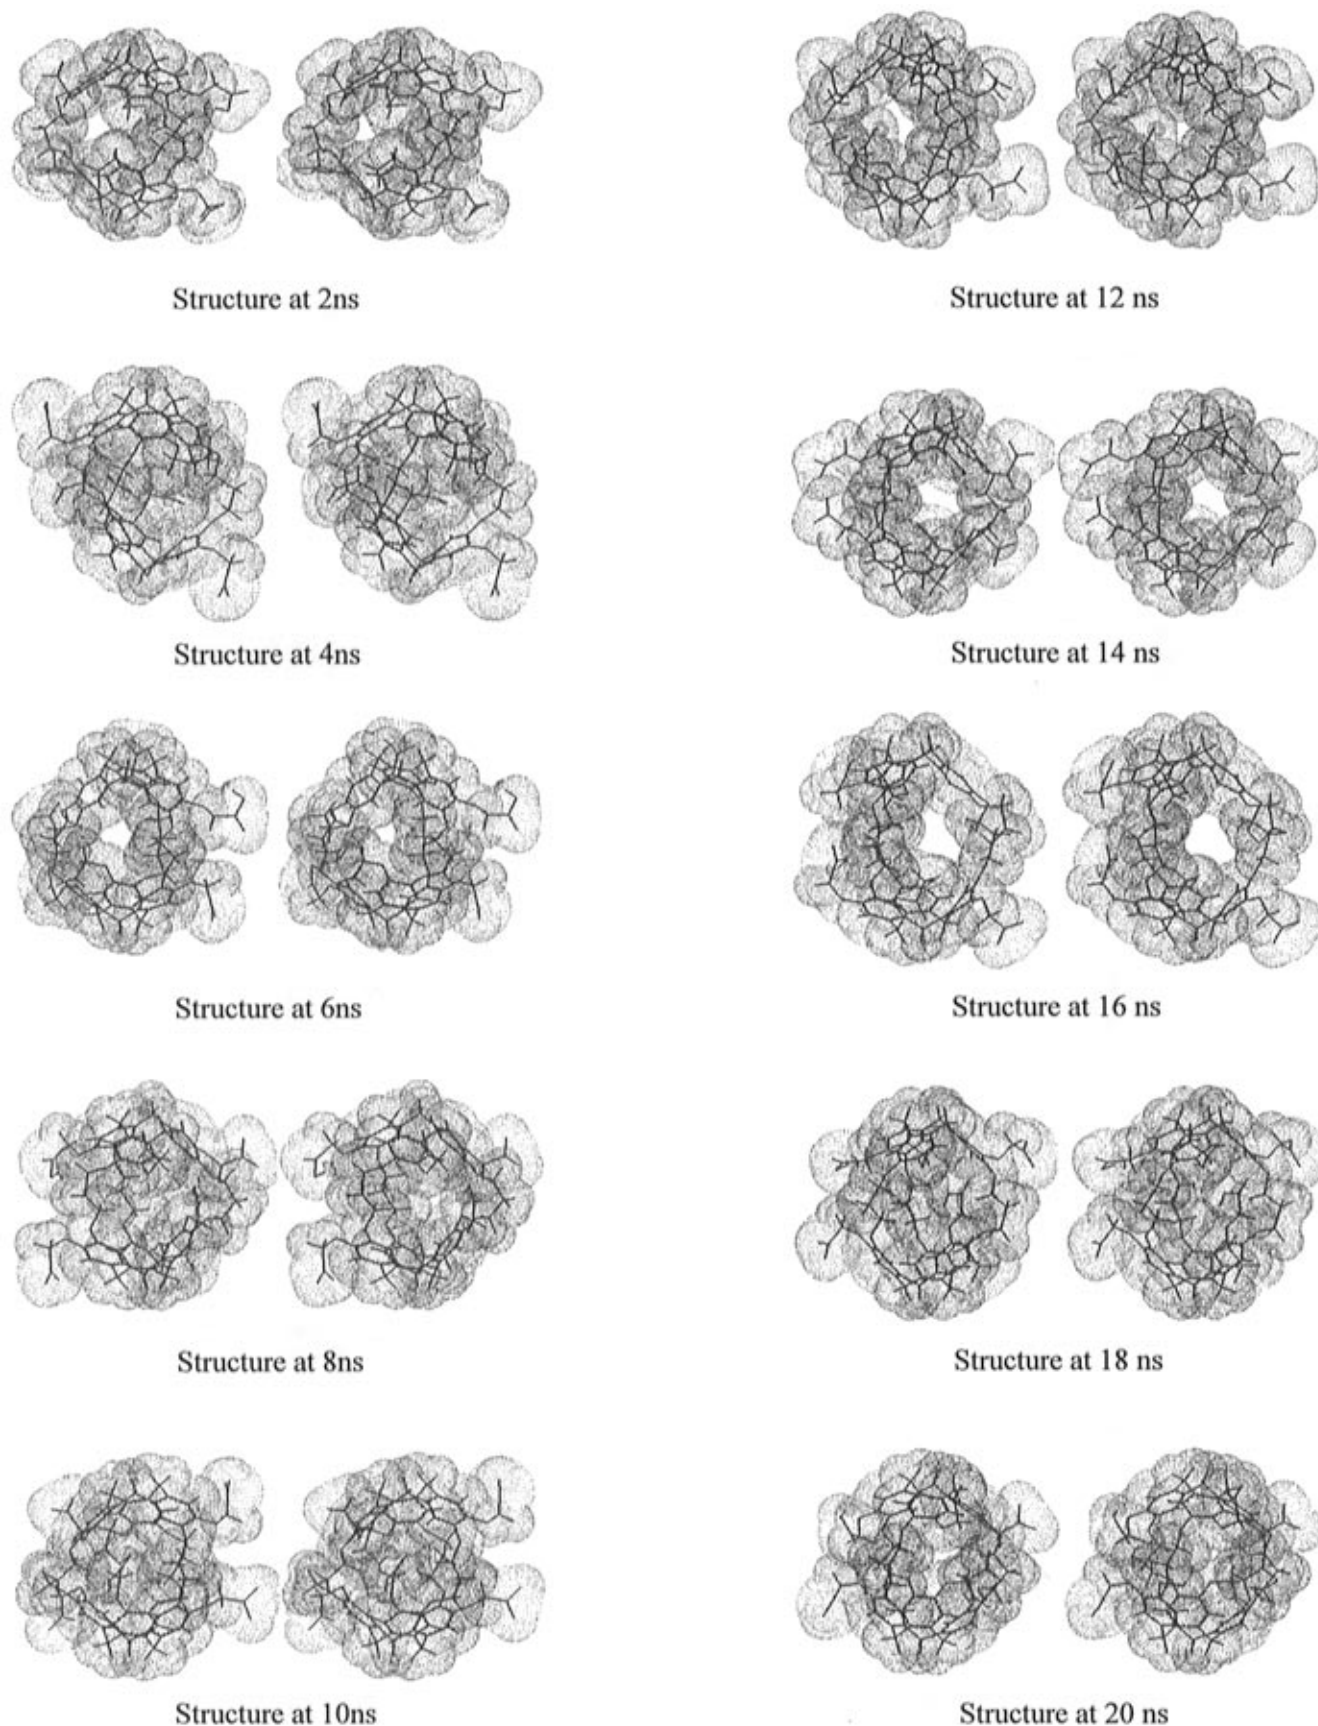 Structure at 2ns
Structure at 12 ns
Structure at 4ns
Structure at 14 ns
Structure at 6ns
Structure at 16 ns
Structure at 8ns
Structure at 18 ns
Structure at 10ns
Structure at 20 ns